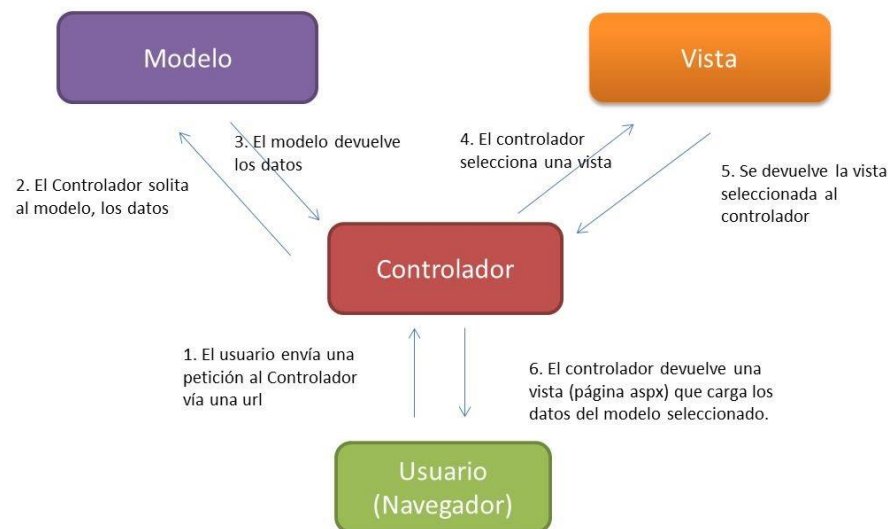 Modelo
Vista
3. El modelo devuelve
los datos
4. El controlador
selecciona una vista
2. El Controlador solita
al modelo, los datos
5. Se devuelve la vista
seleccionada al
controlador
Controlador
1. El usuario envía una
petición al Controlador
vía una url
6. El controlador devuelve una
vista (página aspx) que carga los
datos del modelo seleccionado.
Usuario
(Navegador)